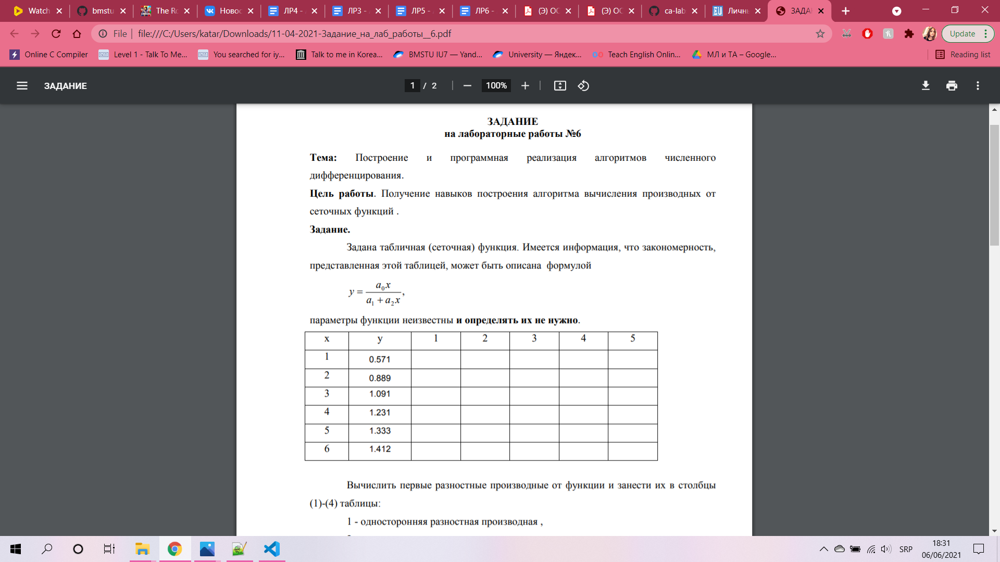 Watch
bmstu
The Ro
Новос
ЛР4 -
ЛР3 -
ЛР5 -
ЛР6 -
(Э) ОС
(Э) ОС
ca-lab
EU Личнь
ЗАДА
File
file:///C:/Users/katar/Downloads/11-04-2021-Задание_на_лаб_работы__6.pdf
Update
Online C Compiler
Level 1 - Talk To Me...
You searched for iy...
Talk to me in Korea...
BMSTU IU7 — Yand...
University — Яндек...
Teach English Onlin...
МЛ и ТА – Google...
Reading list
ЗАДАНИЕ
1 / 2
100%
ЗАДАНИЕ
на лабораторные работы №6
Тема: Построение и программная реализация алгоритмов численного
дифференцирования.
Цель работы. Получение навыков построения алгоритма вычисления производных от
сеточных функций .
Задание.
Задана табличная (сеточная) функция. Имеется информация, что закономерность,
представленная этой таблицей, может быть описана формулой
y = a₀x / (a₁ + a₂x),
параметры функции неизвестны и определять их не нужно.
x y 1 2 3 4 5
1 0.571
2 0.889
3 1.091
4 1.231
5 1.333
6 1.412
Вычислить первые разностные производные от функции и занести их в столбцы
(1)-(4) таблицы:
1 - односторонняя разностная производная ,
SRP
18:31
06/06/2021